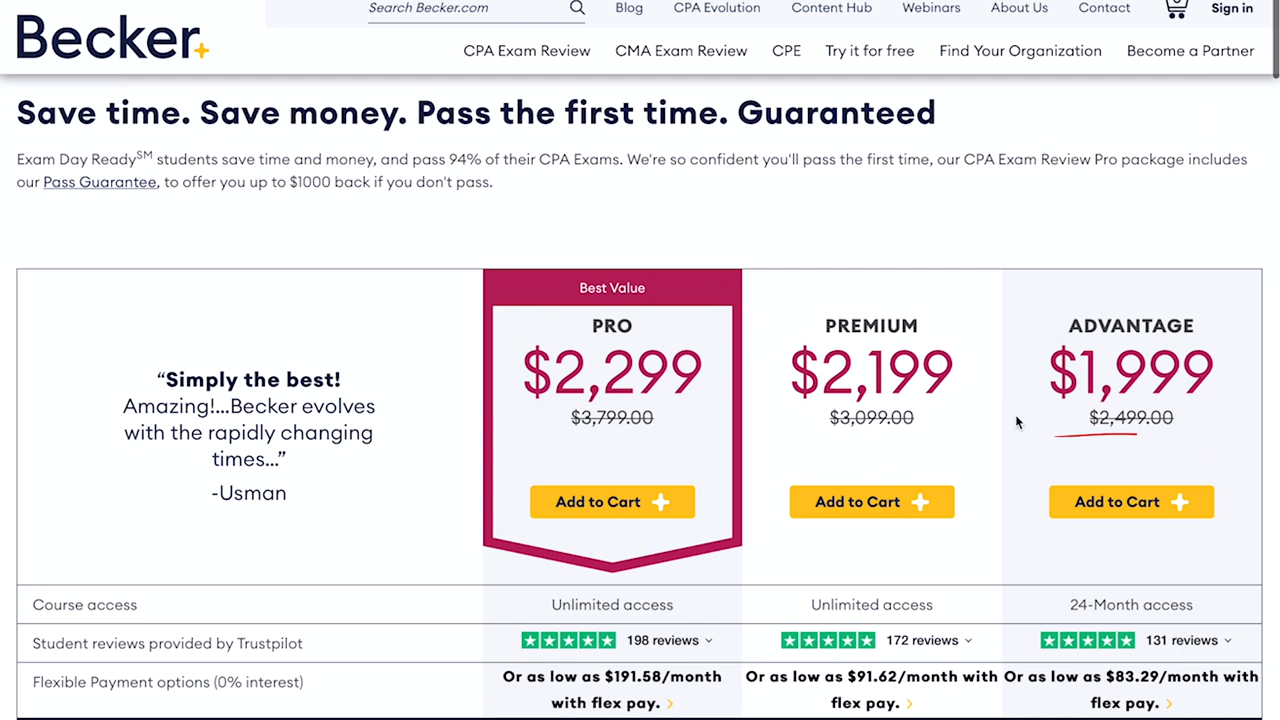 Search Becker.com Blog CPA Evolution Content Hub Webinars About Us Contact Sign in
Becker+ CPA Exam Review CMA Exam Review CPE Try it for free Find Your Organization Become a Partner
Save time. Save money. Pass the first time. Guaranteed
Exam Day ReadySM students save time and money, and pass 94% of their CPA Exams. We're so confident you'll pass the first time, our CPA Exam Review Pro package includes
our Pass Guarantee, to offer you up to $1000 back if you don't pass.
Best Value
PRO PREMIUM ADVANTAGE
$2,299 $2,199 $1,999
$3,799.00 $3,099.00 $2,499.00
“Simply the best!
Amazing!...Becker evolves
with the rapidly changing
times...”
-Usman
Add to Cart Add to Cart Add to Cart
Course access Unlimited access Unlimited access 24-Month access
Student reviews provided by Trustpilot 198 reviews 172 reviews 131 reviews
Flexible Payment options (0% interest) Or as low as $191.58/month Or as low as $91.62/month with Or as low as $83.29/month with
with flex pay. flex pay. flex pay.